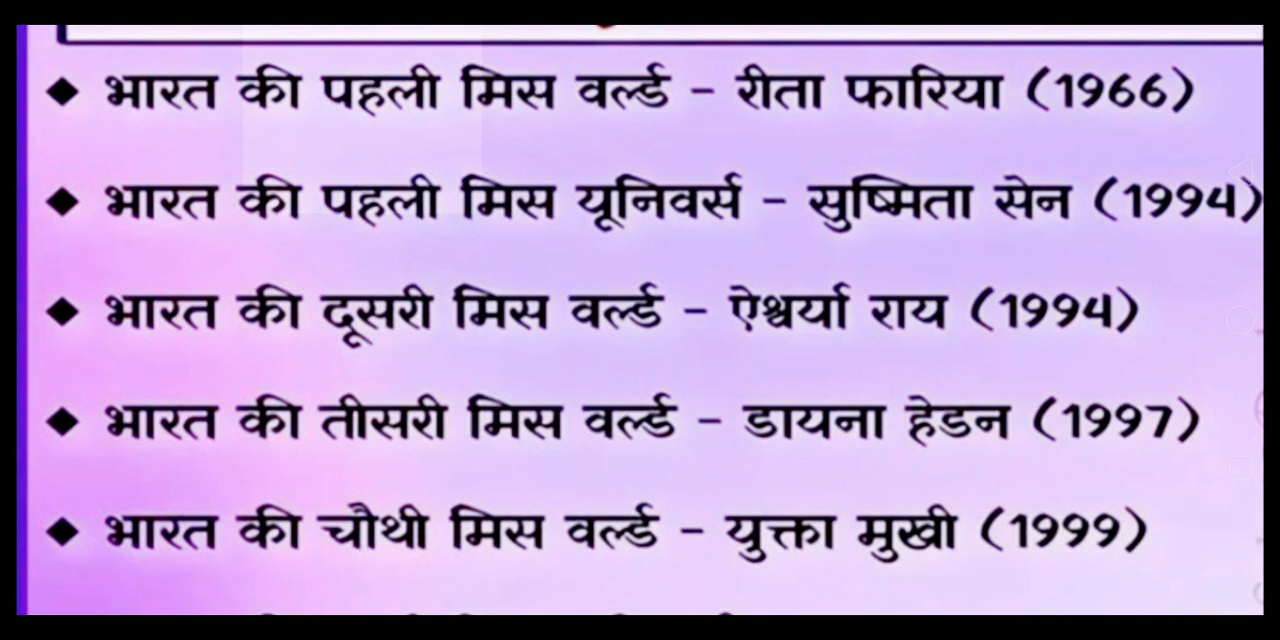 ◆ भारत की पहली मिस वर्ल्ड - रीता फारिया (1966)
◆ भारत की पहली मिस यूनिवर्स - सुष्मिता सेन (1994)
◆ भारत की दूसरी मिस वर्ल्ड - ऐश्वर्या राय (1994)
◆ भारत की तीसरी मिस वर्ल्ड - डायना हेडन (1997)
◆ भारत की चौथी मिस वर्ल्ड - युक्ता मुखी (1999)